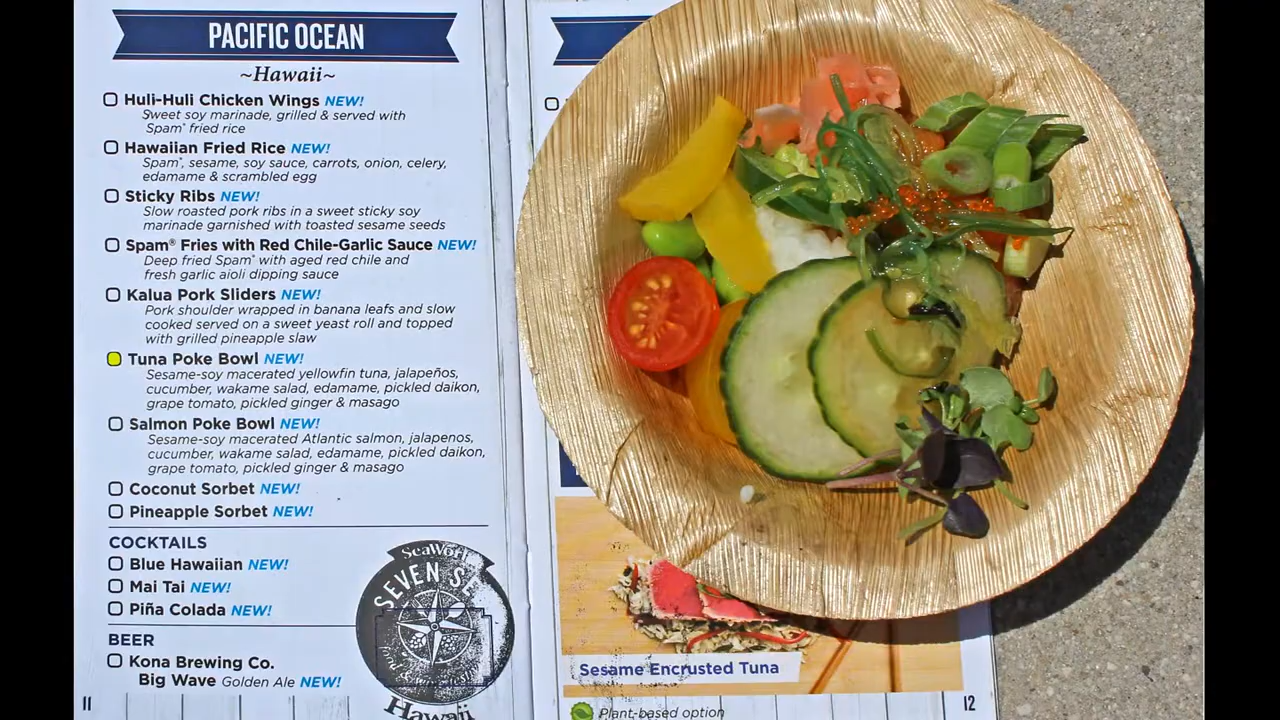 PACIFIC OCEAN
~Hawaii~
Huli-Huli Chicken Wings NEW!
Sweet soy marinade, grilled & served with
Spam® fried rice
Hawaiian Fried Rice NEW!
Spam®, sesame, soy sauce, carrots, onion, celery,
edamame & scrambled egg
Sticky Ribs NEW!
Slow roasted pork ribs in a sweet sticky soy
marinade garnished with toasted sesame seeds
Spam® Fries with Red Chile-Garlic Sauce NEW!
Deep fried Spam® with aged red chile and
fresh garlic aioli dipping sauce
Kalua Pork Sliders NEW!
Pork shoulder wrapped in banana leafs and slow
cooked served on a sweet yeast roll and topped
with grilled pineapple slaw
Tuna Poke Bowl NEW!
Sesame-soy macerated yellowfin tuna, jalapeños,
cucumber, wakame salad, edamame, pickled daikon,
grape tomato, pickled ginger & masago
Salmon Poke Bowl NEW!
Sesame-soy macerated Atlantic salmon, jalapenos,
cucumber, wakame salad, edamame, pickled daikon,
grape tomato, pickled ginger & masago
Coconut Sorbet NEW!
Pineapple Sorbet NEW!
COCKTAILS
Blue Hawaiian NEW!
Mai Tai NEW!
Piña Colada NEW!
BEER
Kona Brewing Co.
Big Wave Golden Ale NEW!
11
SEVEN
Hawaii
Sesame Encrusted Tuna
Plant-based option
12